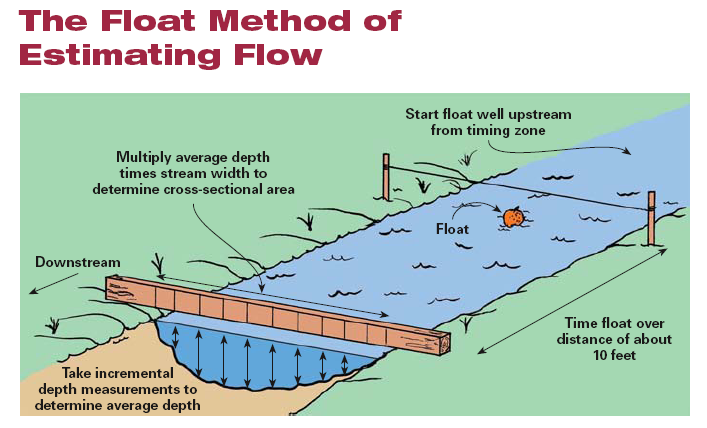 The Float Method of
Estimating Flow
Start float well upstream
from timing zone
Multiply average depth
times stream width to
determine cross-sectional area
Float
Downstream
Time float over
distance of about
10 feet
Take incremental
depth measurements to
determine average depth